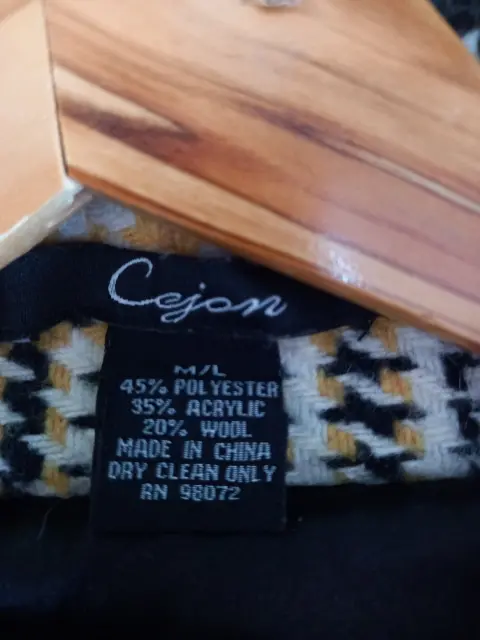 Cejon
M/L
45% POLYESTER
35% ACRYLIC
20% WOOL
MADE IN CHINA
DRY CLEAN ONLY
RN 98072